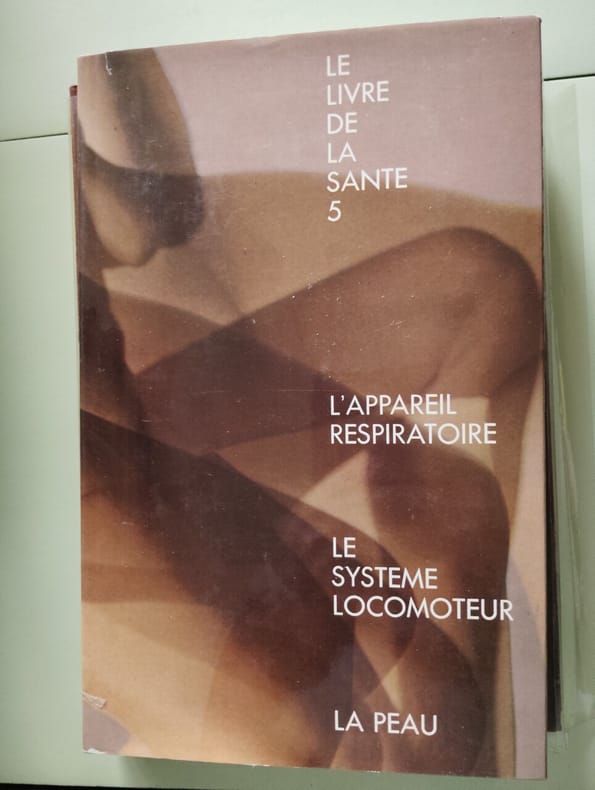 LE
LIVRE
DE
LA
SANTE
5
L'APPAREIL
RESPIRATOIRE
LE
SYSTEME
LOCOMOTEUR
LA PEAU